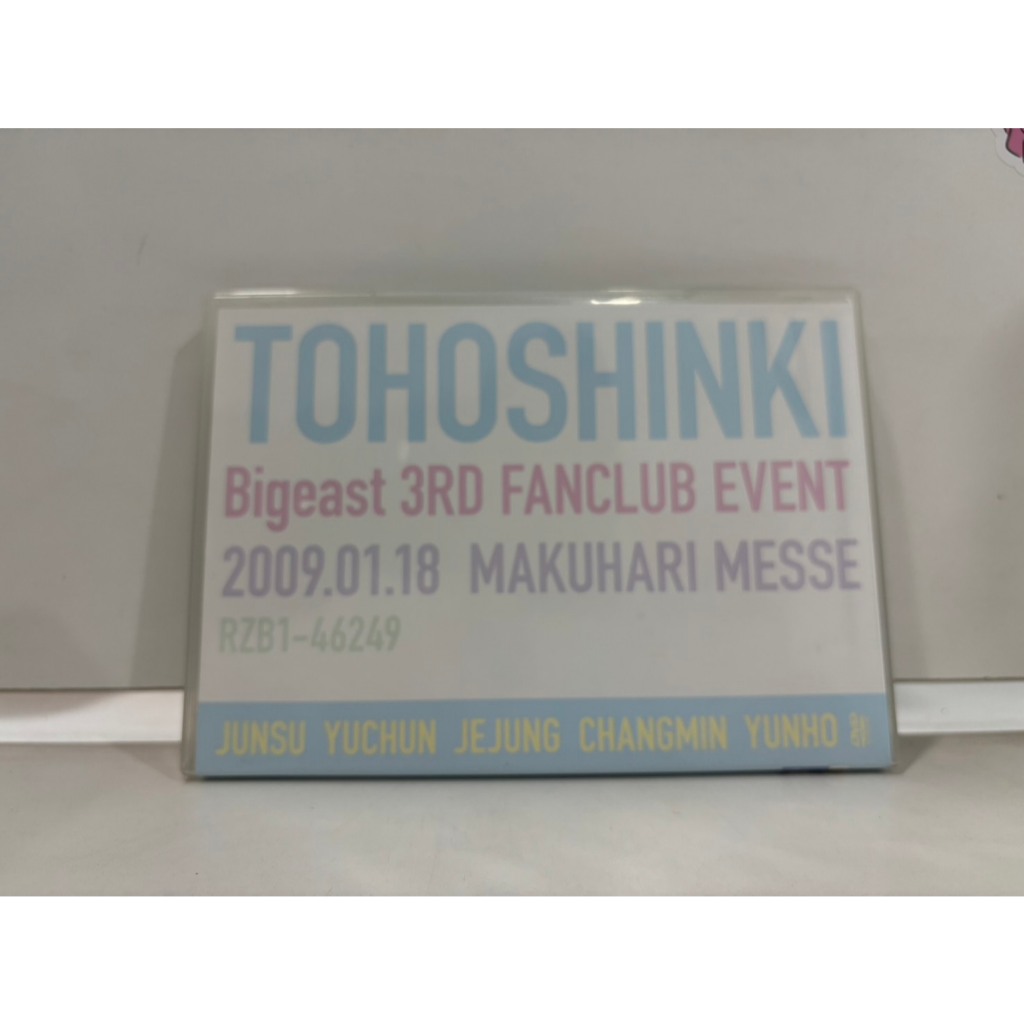 TOHOSHINKI
Bigeast 3RD FANCLUB EVENT
2009.01.18 MAKUHARI MESSE
RZB1-46249
JUNSU YUCHUN JEJUNG CHANGMIN YUNHO